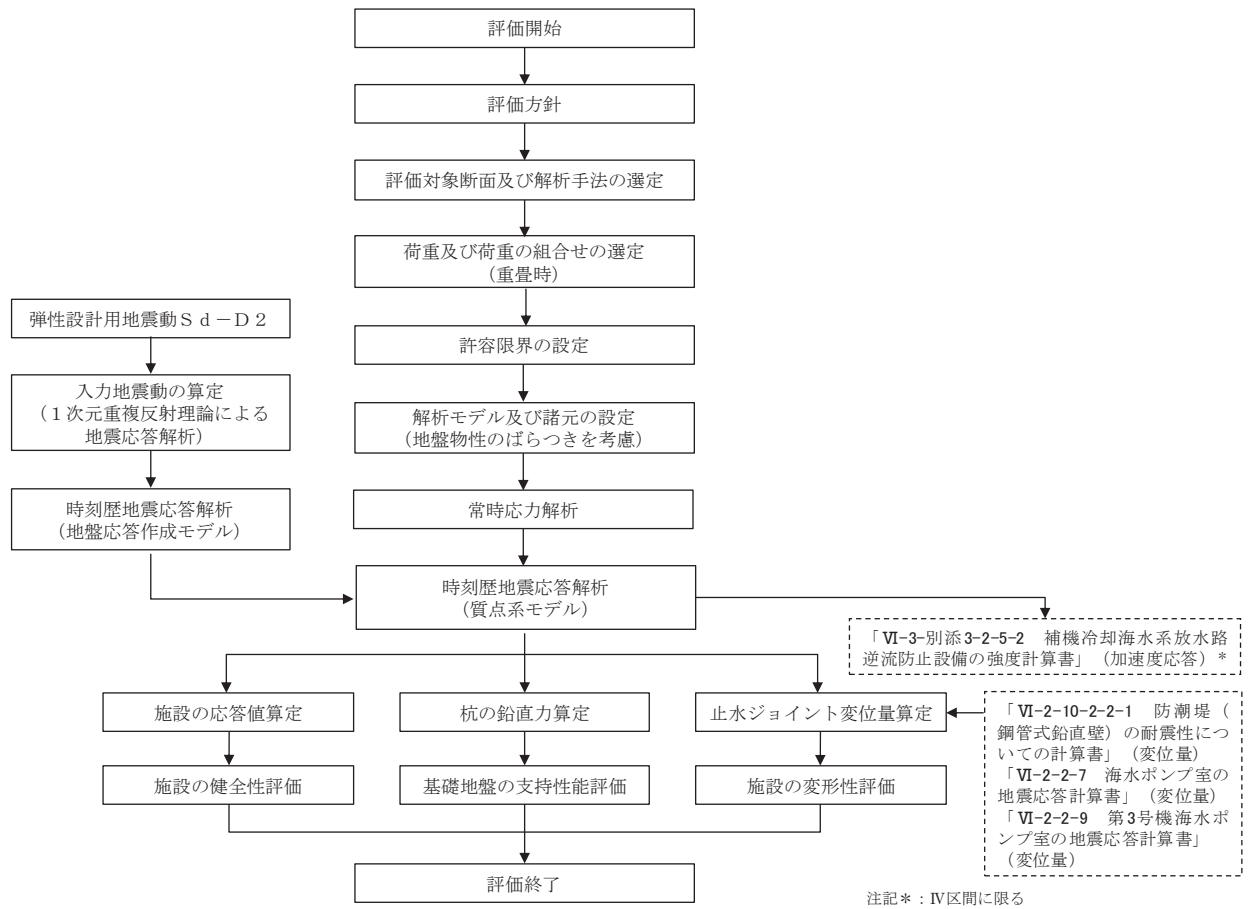 評価開始
評価方針
評価対象断面及び解析手法の選定
荷重及び荷重の組合せの選定
（重畳時）
許容限界の設定
解析モデル及び諸元の設定
（地盤物性のばらつきを考慮）
常時応力解析
弾性設計用地震動Ｓｄ－Ｄ２
入力地震動の算定
（１次元重複反射理論による
地震応答解析）
時刻歴地震応答解析
（地盤応答作成モデル）
時刻歴地震応答解析
（質点系モデル）
「Ⅵ-3-別添3-2-5-2　補機冷却海水系放水路
逆流防止設備の強度計算書」（加速度応答）＊
施設の応答値算定
杭の鉛直力算定
止水ジョイント変位量算定
「Ⅵ-2-10-2-2-1　防潮堤（
鋼管式鉛直壁）の耐震性につ
いての計算書」（変位量）
「Ⅵ-2-2-7　海水ポンプ室の
地震応答計算書」（変位量）
「Ⅵ-2-2-9　第3号機海水ポ
ンプ室の地震応答計算書」
（変位量）
施設の健全性評価
基礎地盤の支持性能評価
施設の変形性評価
評価終了
注記＊：Ⅳ区間に限る